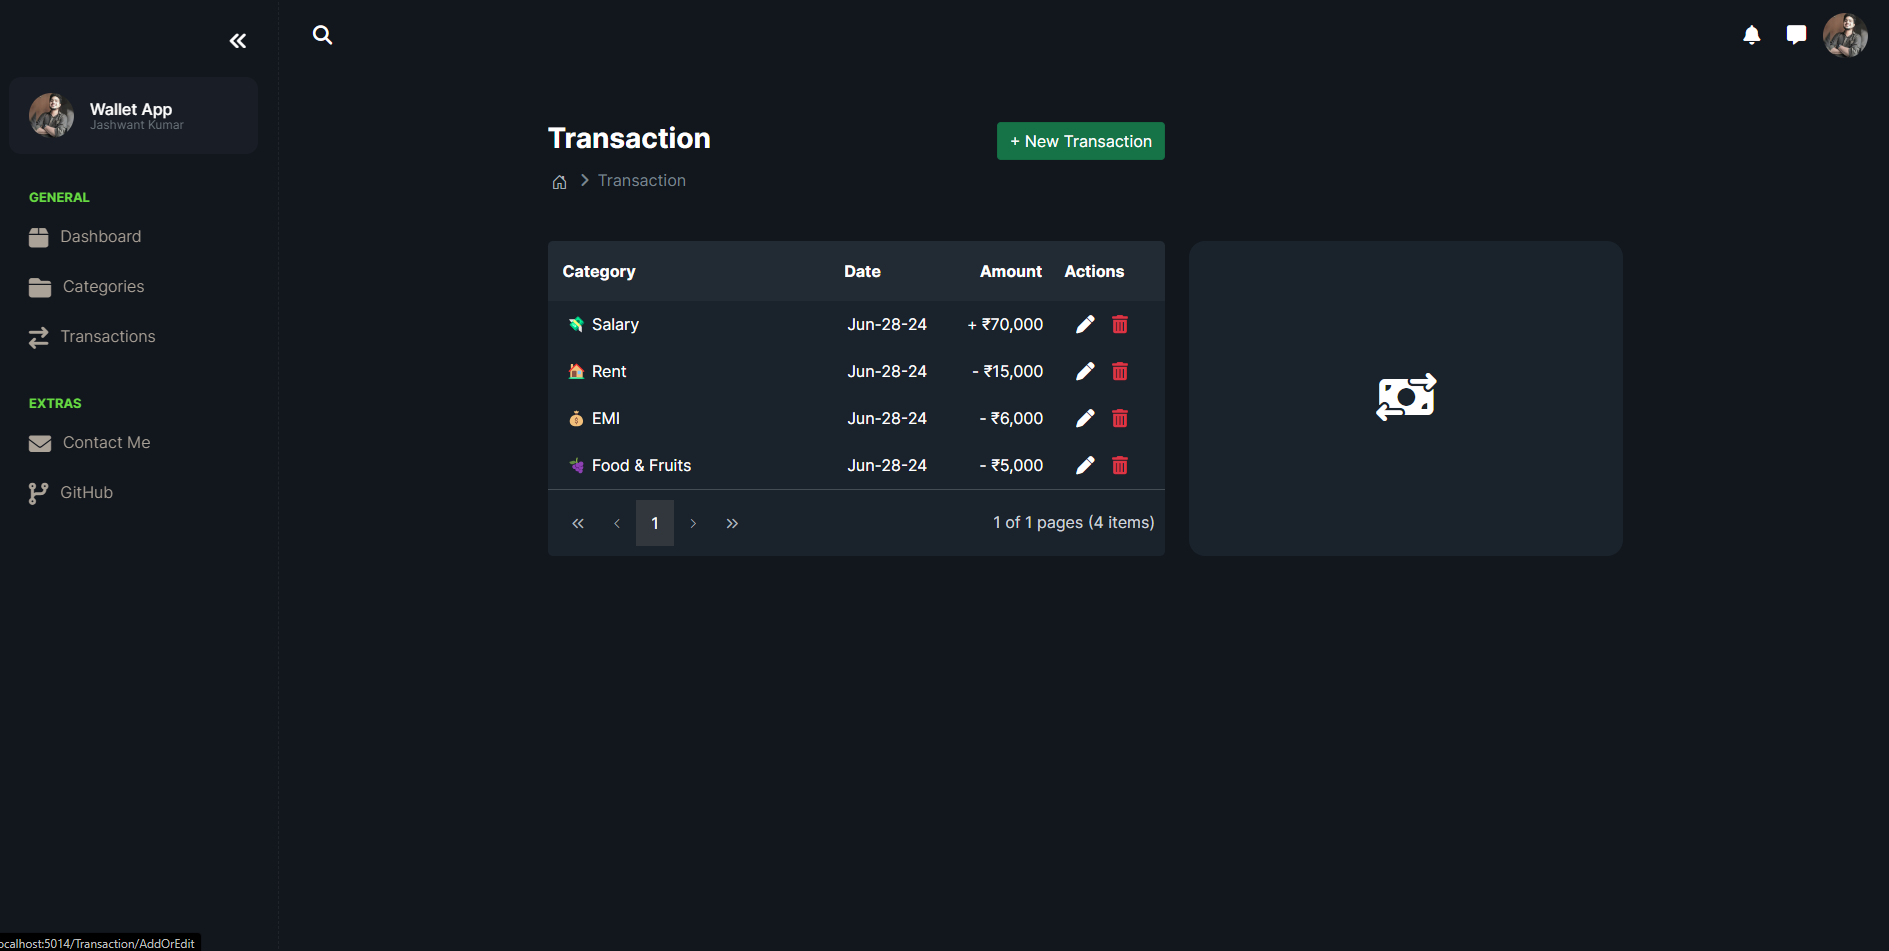 Wallet App
Jashwant Kumar
GENERAL
Dashboard
Categories
Transactions
EXTRAS
Contact Me
GitHub
Transaction
+ New Transaction
Transaction
Category Date Amount Actions
Salary Jun-28-24 + ₹70,000
Rent Jun-28-24 - ₹15,000
EMI Jun-28-24 - ₹6,000
Food & Fruits Jun-28-24 - ₹5,000
1
1 of 1 pages (4 items)
ocalhost:5014/Transaction/AddOrEdit